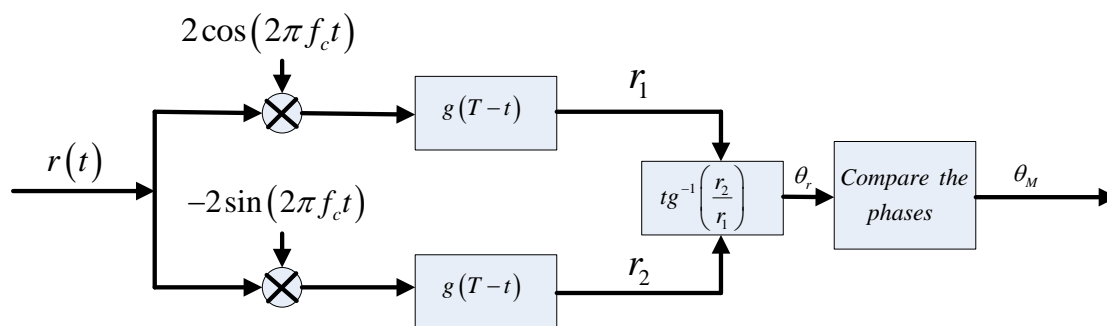 2cos(2πf_c t)
g(T−t)
r_1
r(t)
−2sin(2πf_c t)
tg^{-1}(r_2/r_1)
θ_r
Compare the
phases
θ_M
g(T−t)
r_2